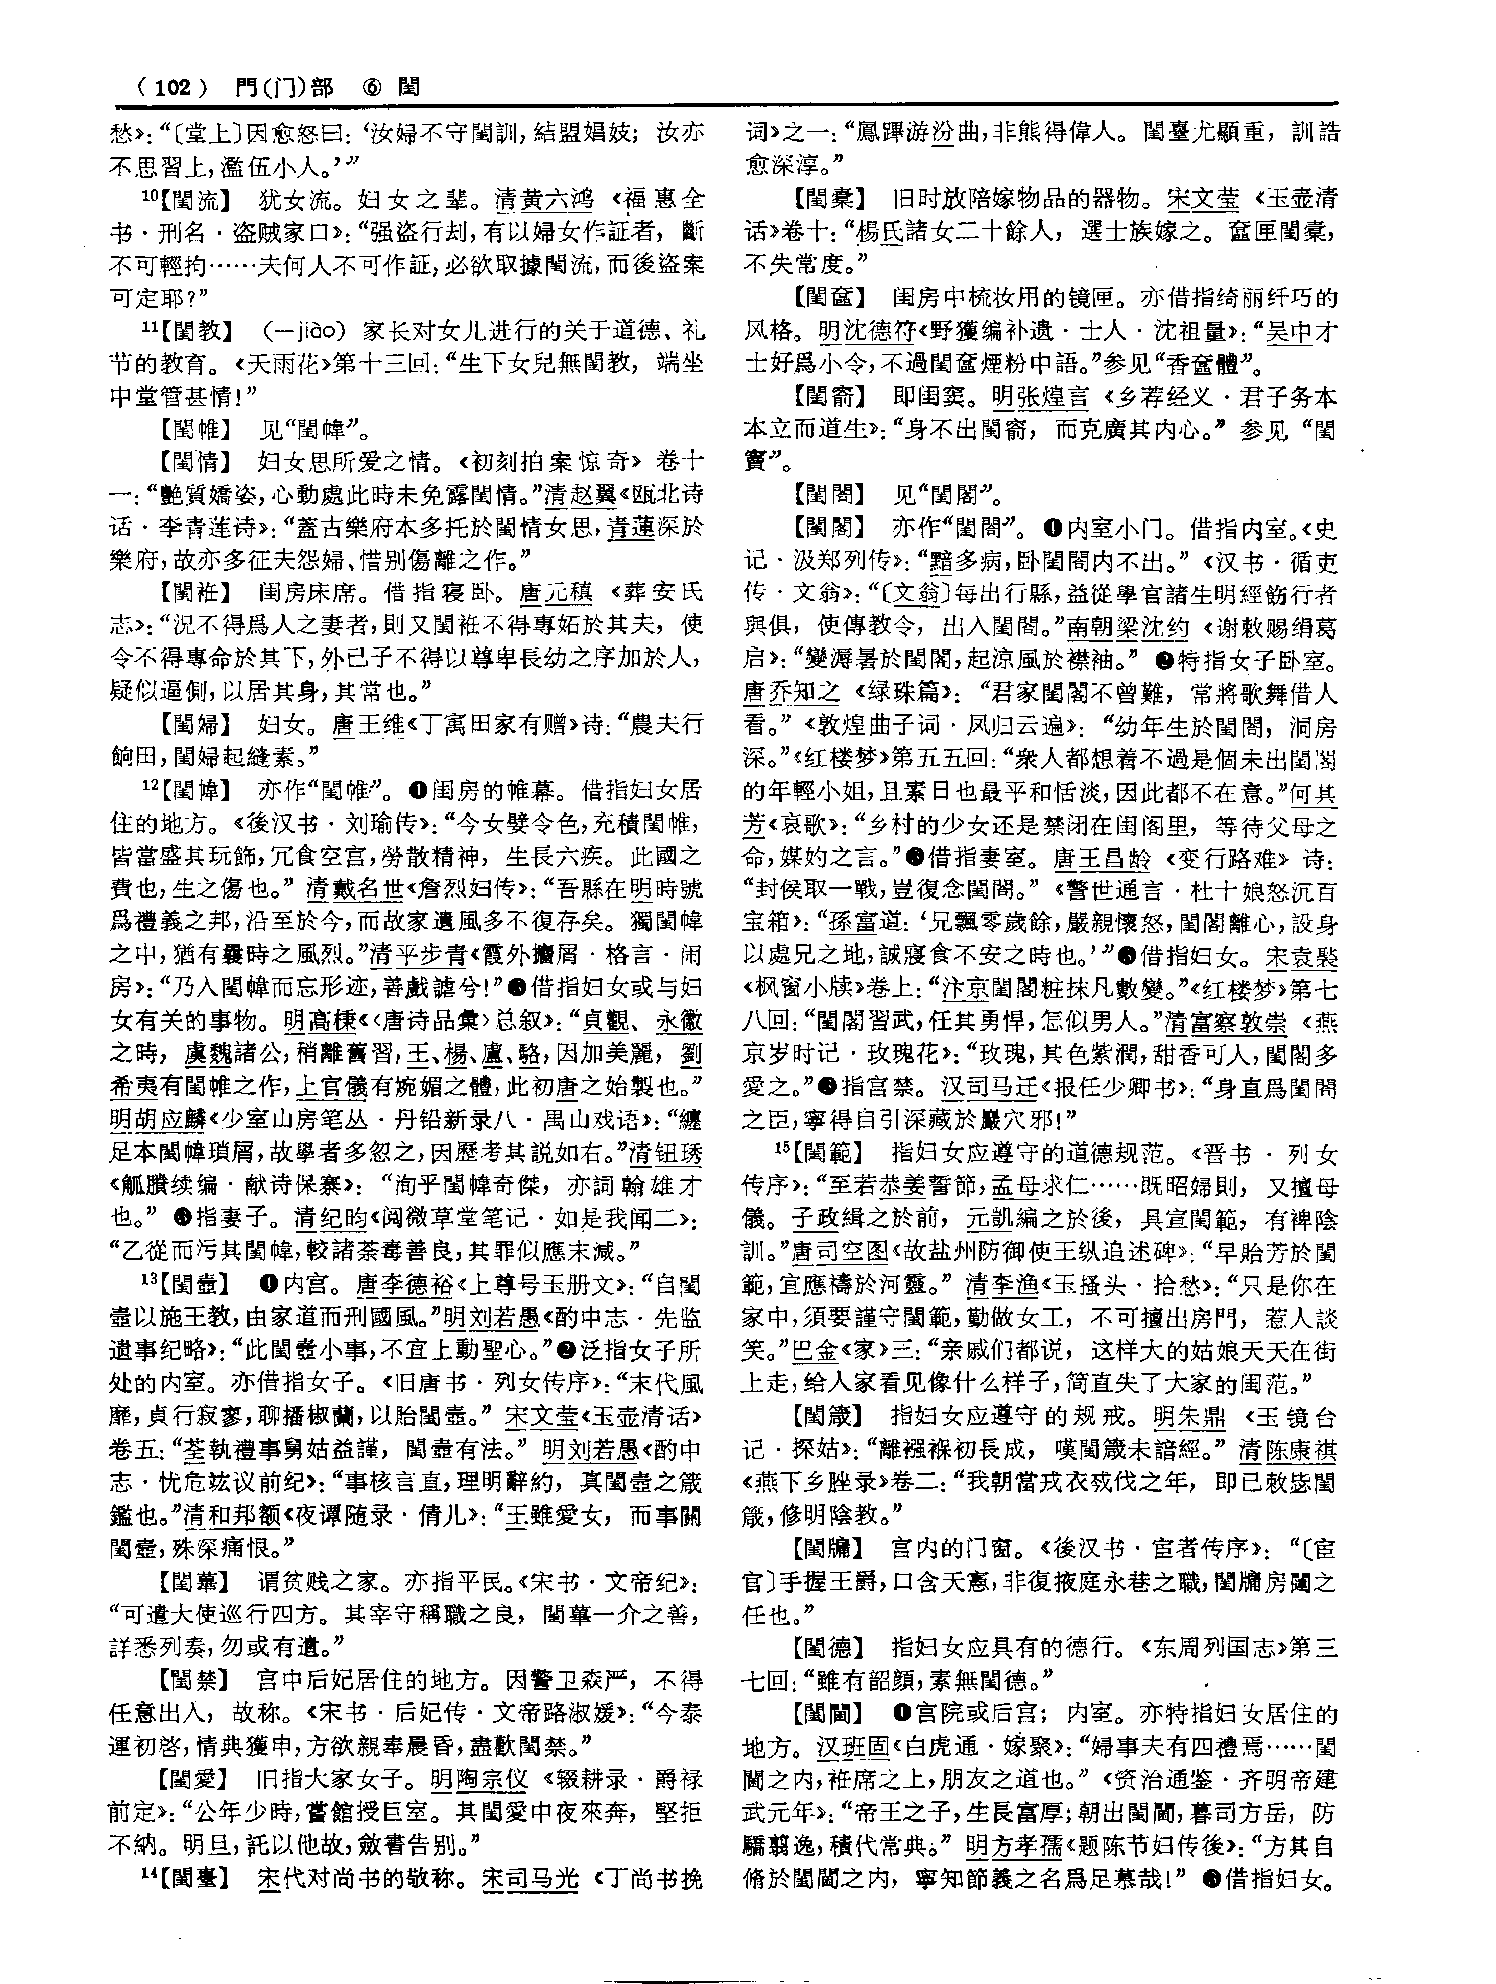 （102） 門(门)部 ⑥ 閨
愁》：“〔堂上〕因愈怒曰：‘汝婦不守閨訓，結盟娼妓；汝亦
不思習上，濫伍小人。’”
10【閨流】 犹女流。妇女之辈。清黄六鸿《福惠全
书·刑名·盗贼家口》：“强盗行刦，有以婦女作証者，斷
不可輕拘……夫何人不可作証，必欲取據閨流，而後盜案
可定耶？”
11【閨教】 （—jiào）家长对女儿进行的关于道德、礼
节的教育。《天雨花》第十三回：“生下女兒無閨教，端坐
中堂管甚情！”
【閨帷】 见“閨幃”。
【閨情】 妇女思所爱之情。《初刻拍案惊奇》卷十
一：“艷質嬌姿，心動處此時未免露閨情。”清赵翼《瓯北诗
话·李青莲诗》：“蓋古樂府本多托於閨情女思，青蓮深於
樂府，故亦多征夫怨婦、惜别傷離之作。”
【閨袵】 闺房床席。借指寝卧。唐元稹《葬安氏
志》：“況不得爲人之妻者，則又閨袵不得專妬於其夫，使
令不得專命於其下，外已子不得以尊卑長幼之序加於人，
疑似逼側，以居其身，其常也。”
【閨婦】 妇女。唐王维《丁寓田家有赠》诗：“農夫行
餉田，閨婦起縫素。”
12【閨幃】 亦作“閨帷”。❶闺房的帷幕。借指妇女居
住的地方。《後汉书·刘瑜传》：“今女嬖令色，充積閨帷，
皆當盛其玩飾，冗食空宫，勞散精神，生長六疾。此國之
費也，生之傷也。”清戴名世《詹烈妇传》：“吾縣在明時號
爲禮義之邦，沿至於今，而故家遺風多不復存矣。獨閨幃
之中，猶有曩時之風烈。”清平步青《霞外攟屑·格言·闲
房》：“乃入閨幃而忘形迹，善戲謔兮！”❷借指妇女或与妇
女有关的事物。明高棅《〈唐诗品彙〉总叙》：“貞觀、永徽
之時，虞魏諸公，稍離舊習，王、楊、盧、駱，因加美麗，劉
希夷有閨帷之作，上官儀有婉媚之體，此初唐之始製也。”
明胡应麟《少室山房笔丛·丹铅新录八·禺山戏语》：“纏
足本閨幃瑣屑，故學者多忽之，因歷考其説如右。”清钮琇
《觚賸续编·献诗保寨》：“洵乎閨幃奇傑，亦詞翰雄才
也。”❸指妻子。清纪昀《阅微草堂笔记·如是我闻二》：
“乙從而污其閨幃，較諸荼毒善良，其罪似應末減。”
13【閨壼】 ❶内宫。唐李德裕《上尊号玉册文》：“自閨
壼以施王教，由家道而刑國風。”明刘若愚《酌中志·先监
遗事纪略》：“此閨壼小事，不宜上動聖心。”❷泛指女子所
处的内室。亦借指女子。《旧唐书·列女传序》：“末代風
靡，貞行寂寥，聊播椒蘭，以貽閨壼。”宋文莹《玉壶清话》
卷五：“荃執禮事舅姑益謹，閨壼有法。”明刘若愚《酌中
志·忧危竑议前纪》：“事核言直，理明辭約，真閨壼之箴
鑑也。”清和邦额《夜谭随录·倩儿》：“王雖愛女，而事關
閨壼，殊深痛恨。”
【閨蓽】 谓贫贱之家。亦指平民。《宋书·文帝纪》：
“可遣大使巡行四方。其宰守稱職之良，閨蓽一介之善，
詳悉列奏，勿或有遺。”
【閨禁】 宫中后妃居住的地方。因警卫森严，不得
任意出入，故称。《宋书·后妃传·文帝路淑媛》：“今泰
運初啓，情典獲申，方欲親奉晨昏，盡歡閨禁。”
【閨愛】 旧指大家女子。明陶宗仪《辍耕录·爵禄
前定》：“公年少時，嘗館授巨室。其閨愛中夜來奔，堅拒
不納。明旦，託以他故，斂書告别。”
14【閨臺】 宋代对尚书的敬称。宋司马光《丁尚书挽
词》之一：“鳳蹕游汾曲，非熊得偉人。閨臺尤顯重，訓誥
愈深淳。”
【閨橐】 旧时放陪嫁物品的器物。宋文莹《玉壶清
话》卷十：“楊氏諸女二十餘人，選士族嫁之。奩匣閨橐，
不失常度。”
【閨奩】 闺房中梳妆用的镜匣。亦借指绮丽纤巧的
风格。明沈德符《野獲编补遗·士人·沈祖量》：“吴中才
士好爲小令，不過閨奩煙粉中語。”参见“香奩體”。
【閨窬】 即闺窦。明张煌言《乡荐经义·君子务本
本立而道生》：“身不出閨窬，而克廣其内心。”参见“閨
竇”。
【閨閤】 见“閨閣”。
【閨閣】 亦作“閨閤”。❶内室小门。借指内室。《史
记·汲郑列传》：“黯多病，卧閨閤内不出。”《汉书·循吏
传·文翁》：“〔文翁〕每出行縣，益從學官諸生明經飭行者
與俱，使傳教令，出入閨閤。”南朝梁沈约《谢敕赐绢葛
启》：“變溽暑於閨閣，起涼風於襟袖。”❷特指女子卧室。
唐乔知之《绿珠篇》：“君家閨閣不曾難，常將歌舞借人
看。”《敦煌曲子词·凤归云遍》：“幼年生於閨閤，洞房
深。”《红楼梦》第五五回：“衆人都想着不過是個未出閨閣
的年輕小姐，且素日也最平和恬淡，因此都不在意。”何其
芳《哀歌》：“乡村的少女还是禁闭在闺阁里，等待父母之
命，媒妁之言。”❸借指妻室。唐王昌龄《变行路难》诗：
“封侯取一戰，豈復念閨閤。”《警世通言·杜十娘怒沉百
宝箱》：“孫富道：‘兄飄零歲餘，嚴親懷怒，閨閣離心，設身
以處兄之地，誠寢食不安之時也。’”❹借指妇女。宋袁褧
《枫窗小牍》卷上：“汴京閨閣粧抹凡數變。”《红楼梦》第七
八回：“閨閣習武，任其勇悍，怎似男人。”清富察敦崇《燕
京岁时记·玫瑰花》：“玫瑰，其色紫潤，甜香可人，閨閣多
愛之。”❺指宫禁。汉司马迁《报任少卿书》：“身直爲閨閤
之臣，寧得自引深藏於巖穴邪！”
15【閨範】 指妇女应遵守的道德规范。《晋书·列女
传序》：“至若恭姜誓節，孟母求仁……既昭婦則，又擅母
儀。子政緝之於前，元凱編之於後，具宣閨範，有裨陰
訓。”唐司空图《故盐州防御使王纵追述碑》：“早貽芳於閨
範，宜應禱於河靈。”清李渔《玉搔头·拾愁》：“只是你在
家中，須要謹守閨範，勤做女工，不可擅出房門，惹人談
笑。”巴金《家》三：“亲戚们都说，这样大的姑娘天天在街
上走，给人家看见像什么样子，简直失了大家的闺范。”
【閨箴】 指妇女应遵守的规戒。明朱鼎《玉镜台
记·探姑》：“離襁褓初長成，嘆閨箴未諳經。”清陈康祺
《燕下乡脞录》卷二：“我朝當戎衣戡伐之年，即已敕毖閨
箴，修明陰教。”
【閨牖】 宫内的门窗。《後汉书·宦者传序》：“〔宦
官〕手握王爵，口含天憲，非復掖庭永巷之職，閨牖房闥之
任也。”
【閨德】 指妇女应具有的德行。《东周列国志》第三
七回：“雖有韶顏，素無閨德。”
【閨閫】 ❶宫院或后宫；内室。亦特指妇女居住的
地方。汉班固《白虎通·嫁娶》：“婦事夫有四禮焉……閨
閫之内，袵席之上，朋友之道也。”《资治通鉴·齐明帝建
武元年》：“帝王之子，生長富厚；朝出閨閫，暮司方岳，防
驕翦逸，積代常典。”明方孝孺《题陈节妇传後》：“方其自
脩於閨閫之内，寧知節義之名爲足慕哉！”❷借指妇女。